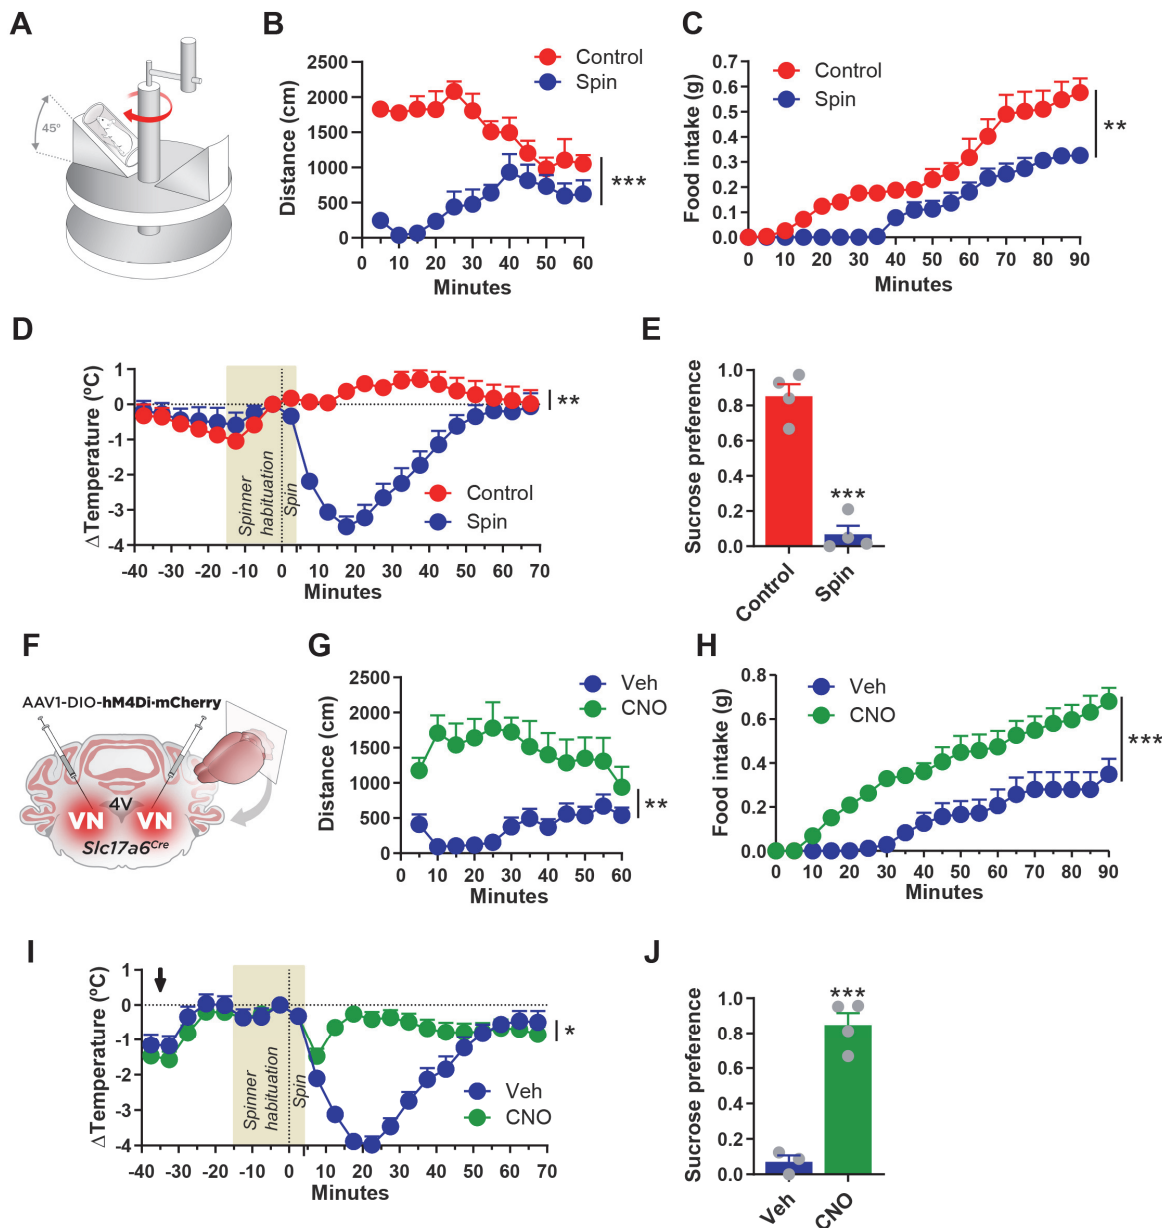 A
45º
B
Distance (cm)
2500
2000
1500
1000
500
0
Control
Spin
***
0 10 20 30 40 50 60
Minutes
C
Food intake (g)
0.7
0.6
0.5
0.4
0.3
0.2
0.1
0.0
Control
Spin
**
0 10 20 30 40 50 60 70 80 90
Minutes
D
ΔTemperature (ºC)
1
0
-1
-2
-3
-4
Spinner
habituation
Spin
Control
Spin
**
-40 -30 -20 -10 0 10 20 30 40 50 60 70
Minutes
E
Sucrose preference
1.0
0.8
0.6
0.4
0.2
0.0
***
Control
Spin
F
AAV1-DIO-hM4Di-mCherry
4V
VN VN
Slc17a6Cre
G
Distance (cm)
2500
2000
1500
1000
500
0
Veh
CNO
**
0 10 20 30 40 50 60
Minutes
H
Food intake (g)
0.8
0.6
0.4
0.2
0.0
Veh
CNO
***
0 10 20 30 40 50 60 70 80 90
Minutes
I
ΔTemperature (ºC)
1
0
-1
-2
-3
-4
Spinner
habituation
Spin
Veh
CNO
*
-40 -30 -20 -10 0 10 20 30 40 50 60 70
Minutes
J
Sucrose preference
1.0
0.8
0.6
0.4
0.2
0.0
***
Veh
CNO